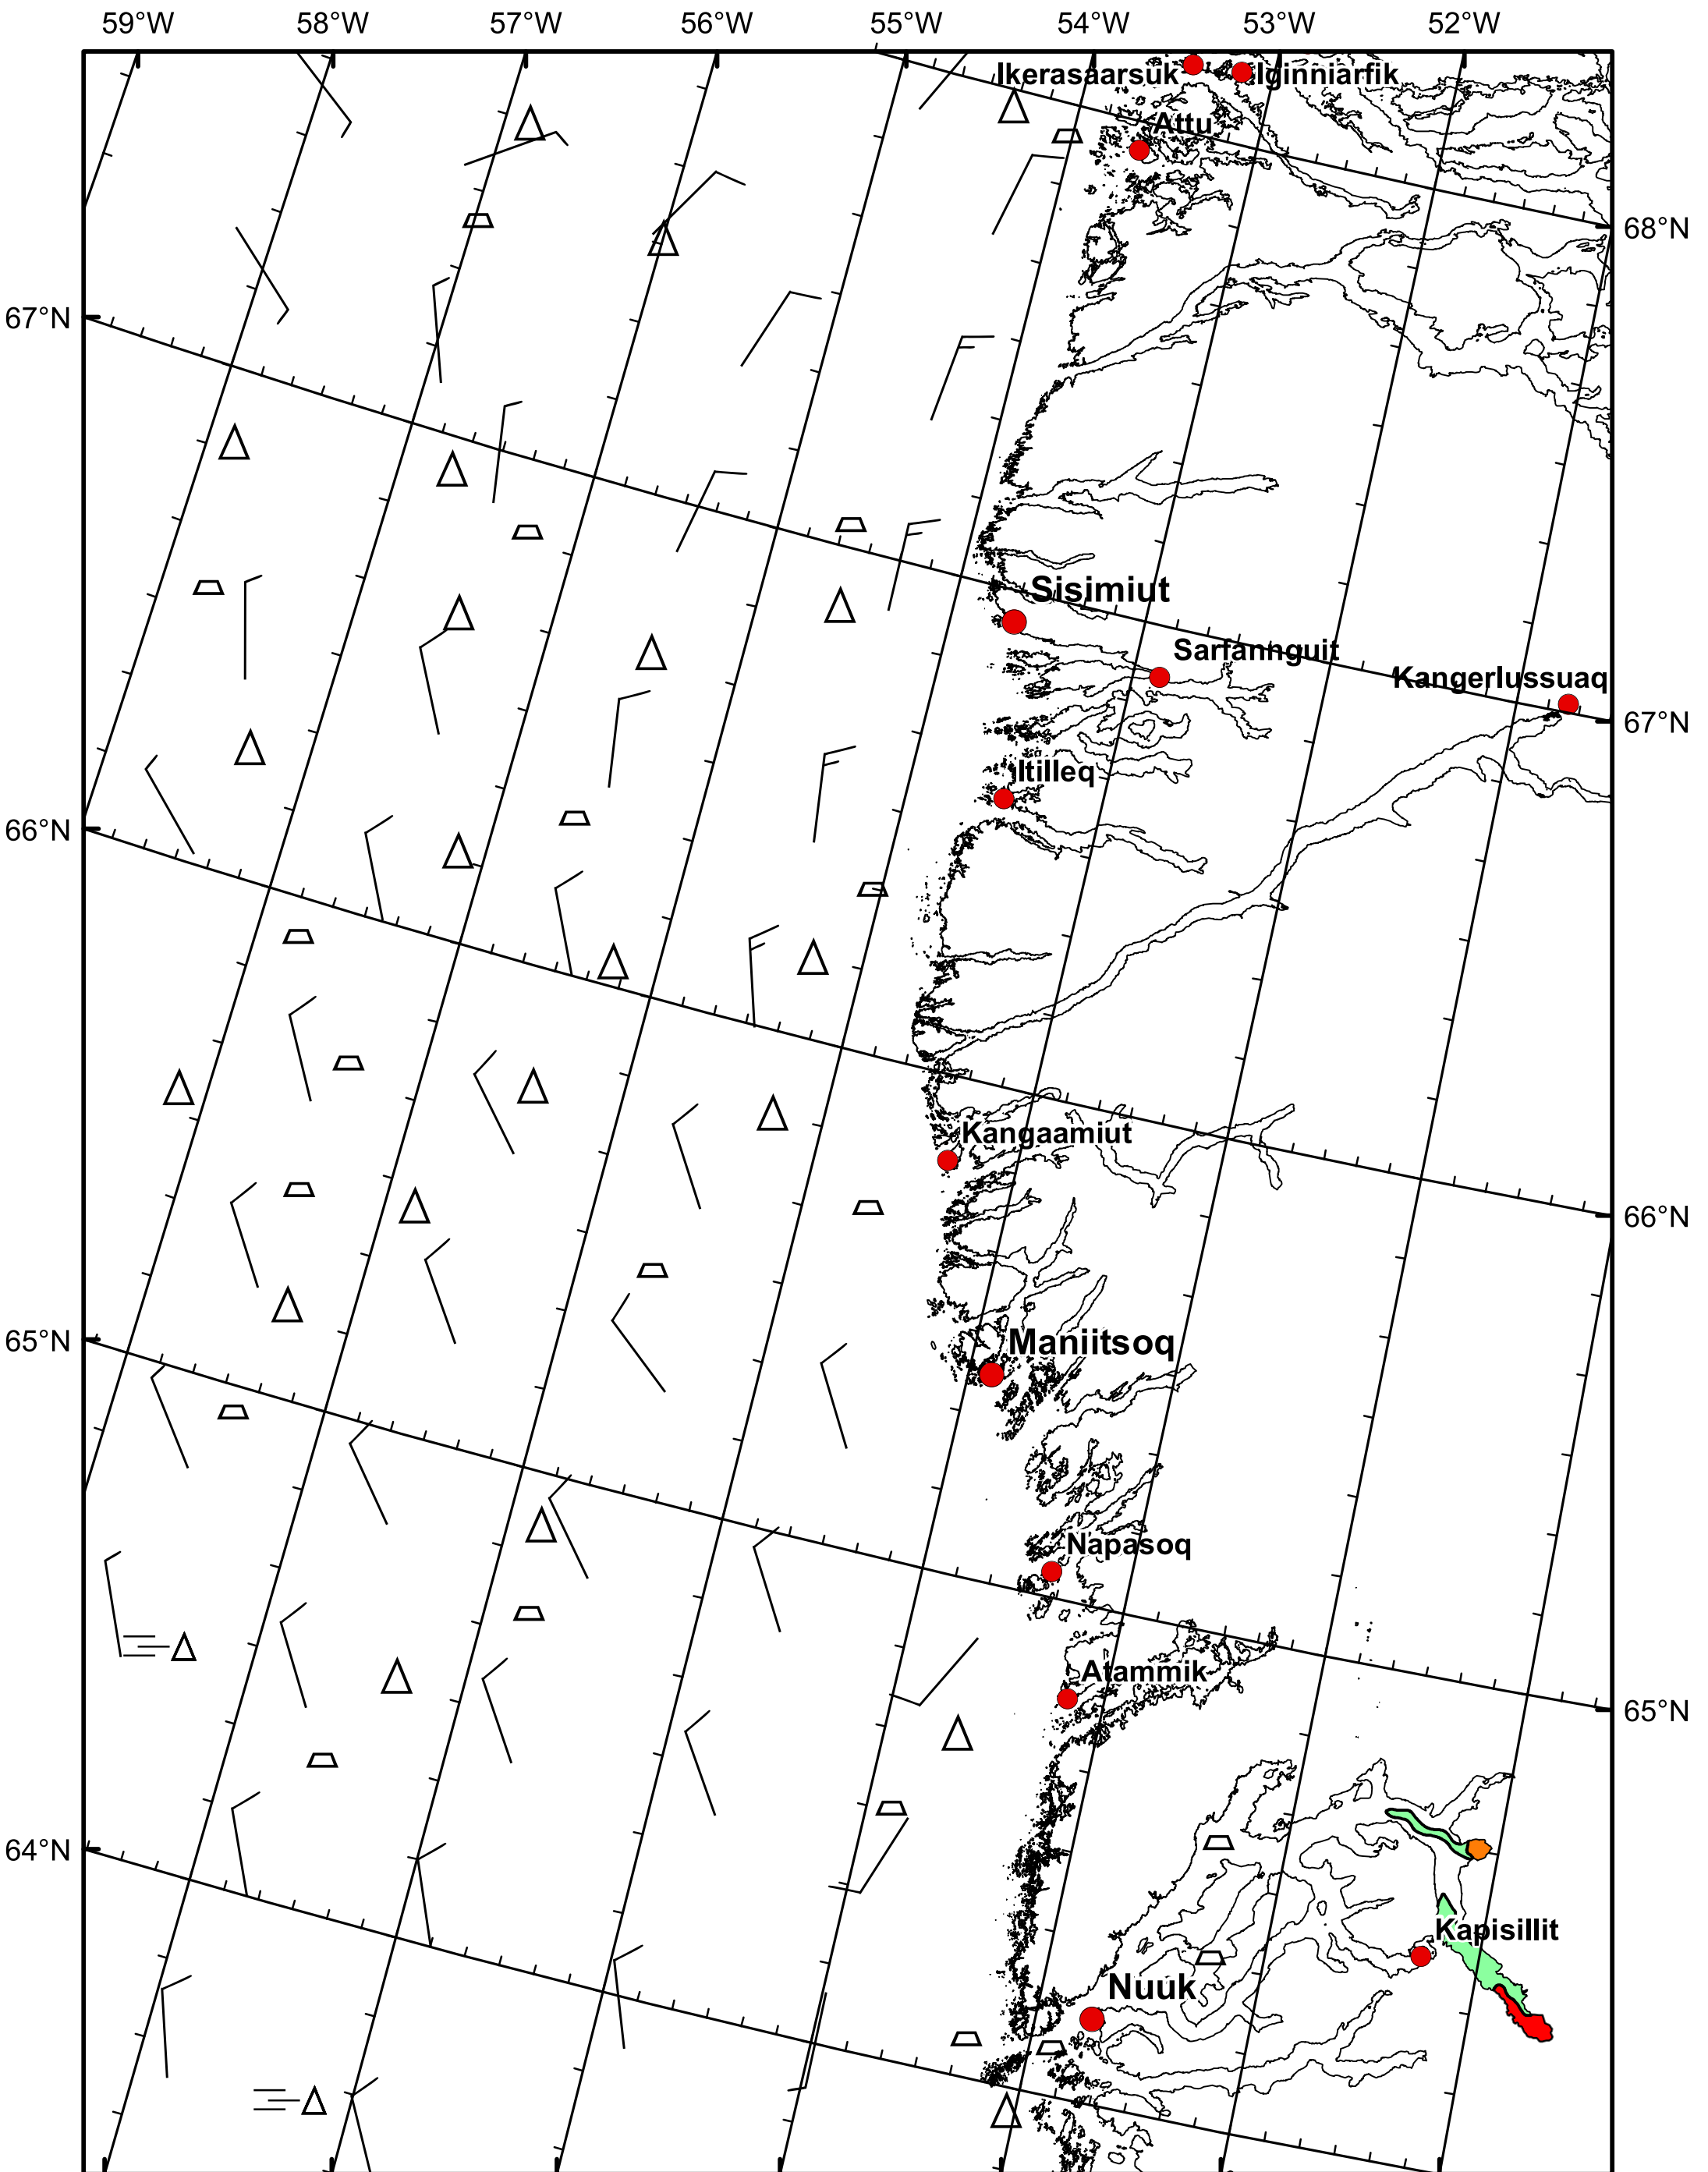 59°W 58°W 57°W 56°W 55°W 54°W 53°W 52°W
Ikerasaarsuk
Iginniarfik
Attu
68°N
67°N
Sisimiut
Sarfannguit
Kangerlussuaq
67°N
Itilleq
66°N
Kangaamiut
66°N
65°N
Maniitsoq
Napasoq
Atammik
65°N
64°N
Kapisillit
Nuuk